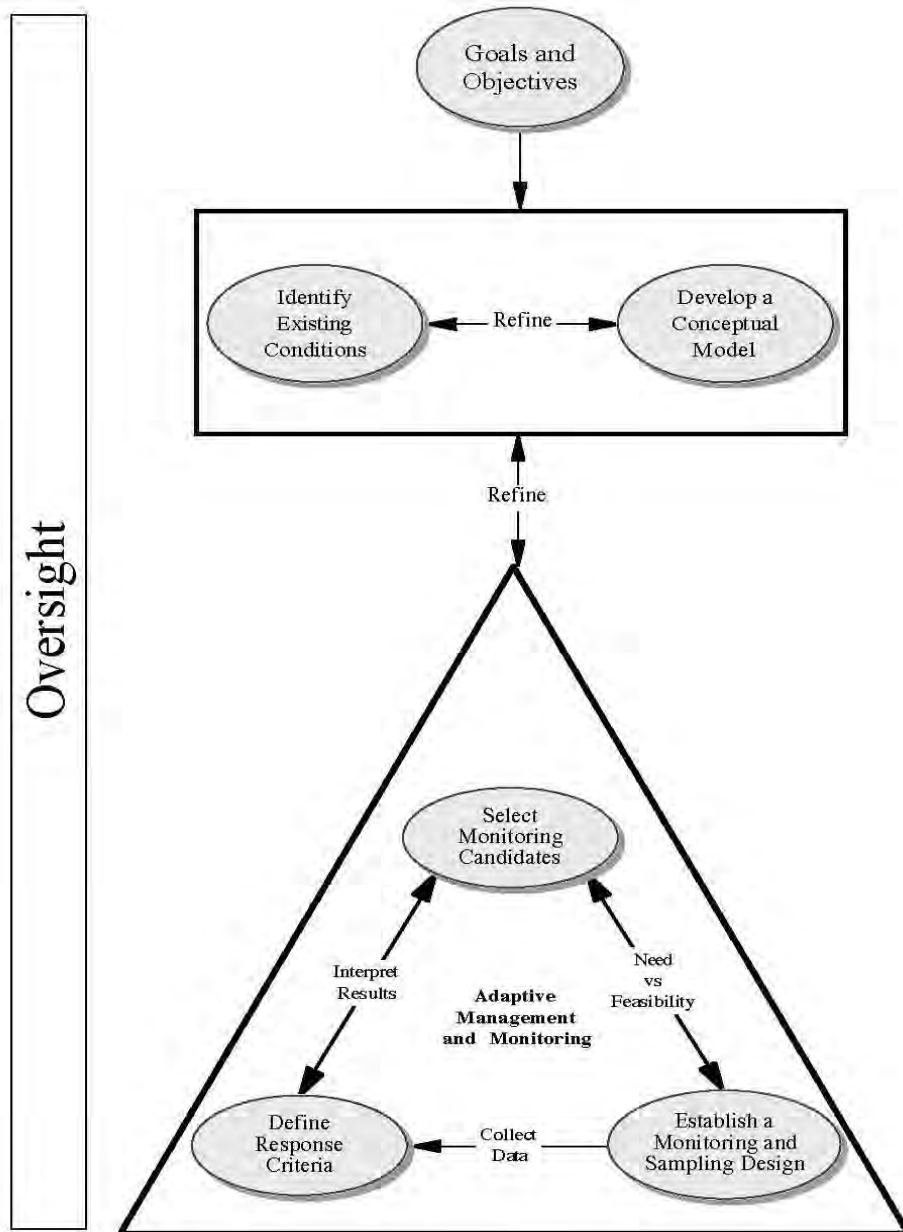 Oversight
Goals and
Objectives
Identify
Existing
Conditions
Refine
Develop a
Conceptual
Model
Refine
Select
Monitoring
Candidates
Interpret
Results
Need
vs
Feasibility
Adaptive
Management
and Monitoring
Define
Response
Criteria
Collect
Data
Establish a
Monitoring and
Sampling Design